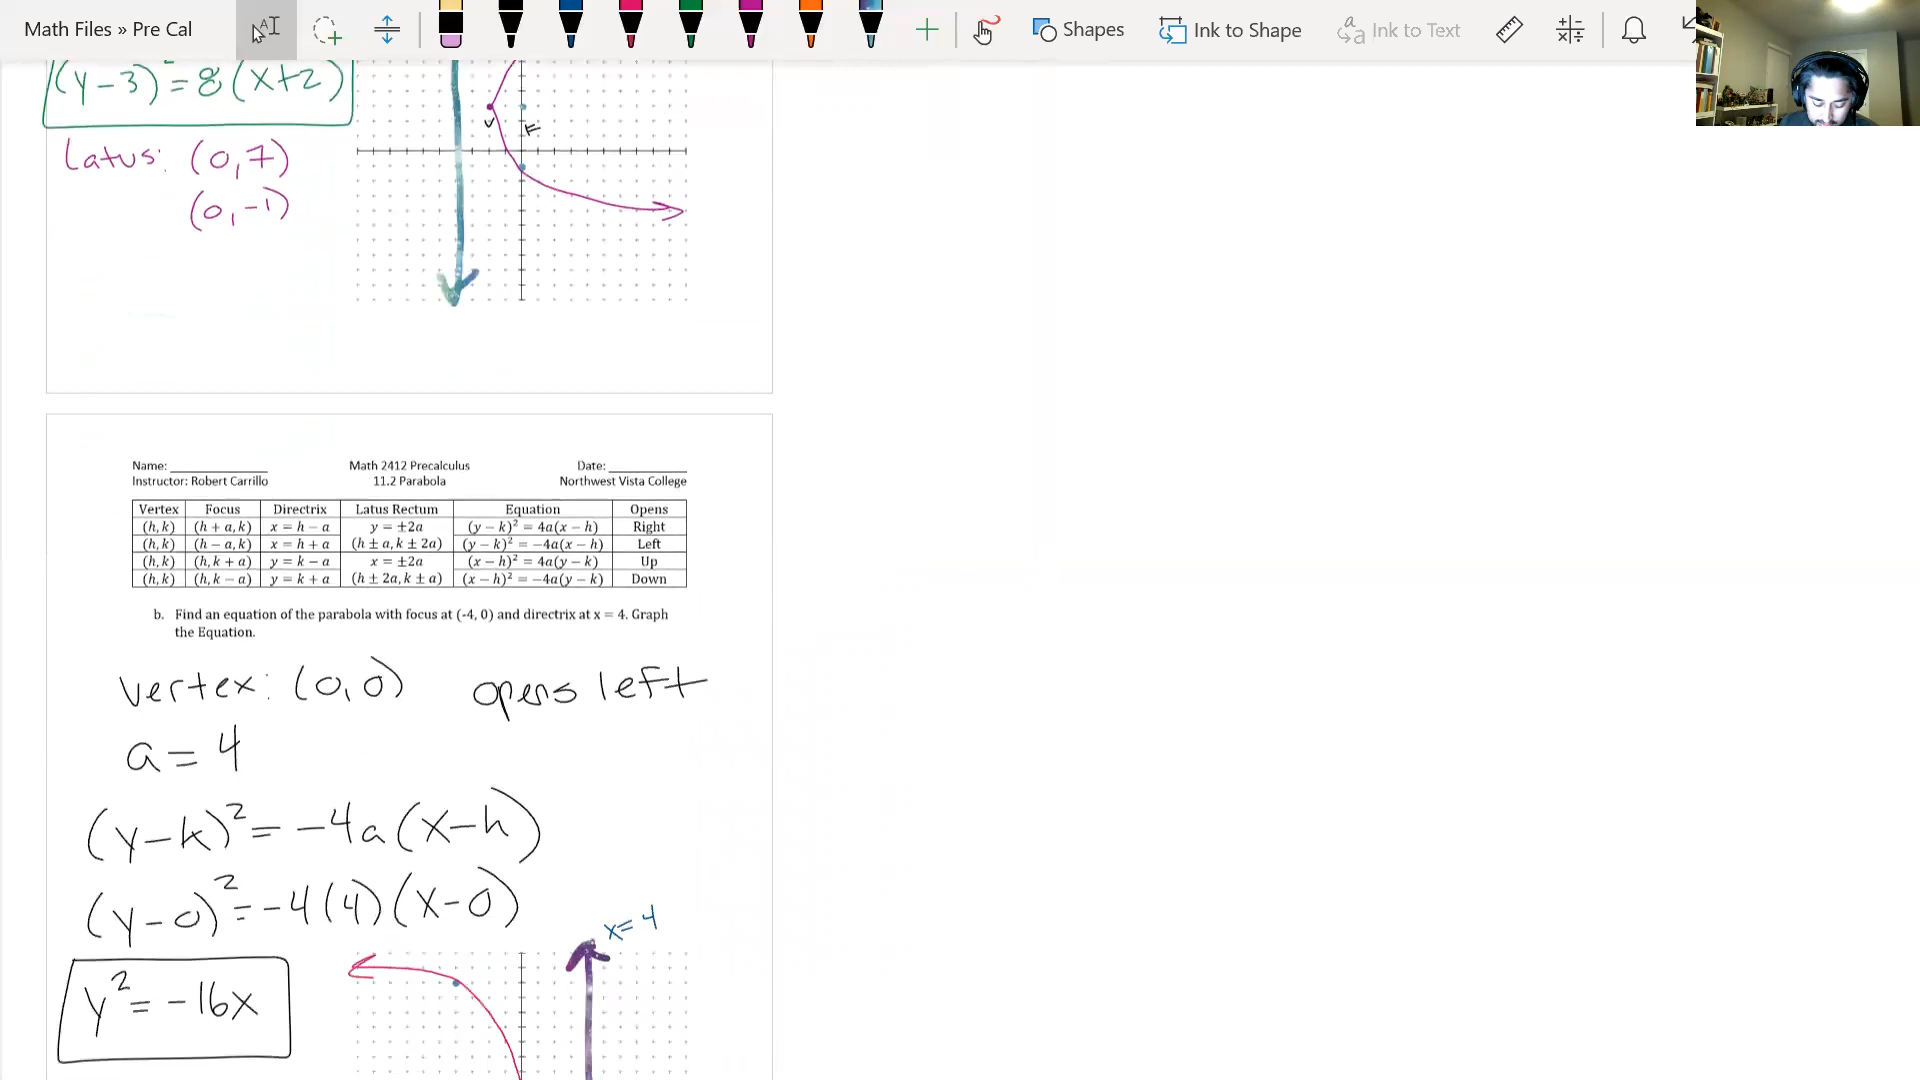 Math Files » Pre Cal
Shapes
Ink to Shape
Ink to Text
(y-3)² = 8(x+2)
Latus: (0,7)
(0,-1)
V
F
Name: ____________ Math 2412 Precalculus Date: __________
Instructor: Robert Carrillo 11.2 Parabola Northwest Vista College
Vertex Focus Directrix Latus Rectum Equation Opens
(h, k) (h + a, k) x = h − a y = ±2a (y − k)² = 4a(x − h) Right
(h, k) (h − a, k) x = h + a (h ± a, k ± 2a) (y − k)² = −4a(x − h) Left
(h, k) (h, k + a) y = k − a x = ±2a (x − h)² = 4a(y − k) Up
(h, k) (h, k − a) y = k + a (h ± 2a, k ± a) (x − h)² = −4a(y − k) Down
b. Find an equation of the parabola with focus at (-4, 0) and directrix at x = 4. Graph
the Equation.
vertex: (0,0) opens left
a = 4
(y-k)² = -4a(x-h)
(y-0)² = -4(4)(x-0)
x=4
y² = -16x